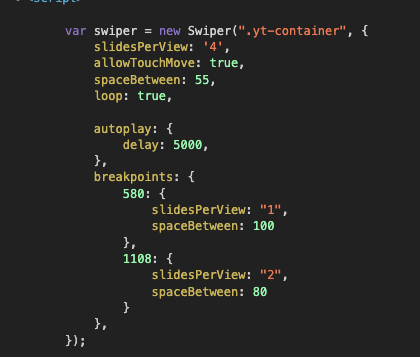 <script>
var swiper = new Swiper(".yt-container", {
slidesPerView: '4',
allowTouchMove: true,
spaceBetween: 55,
loop: true,
autoplay: {
delay: 5000,
},
breakpoints: {
580: {
slidesPerView: "1",
spaceBetween: 100
},
1108: {
slidesPerView: "2",
spaceBetween: 80
}
},
});